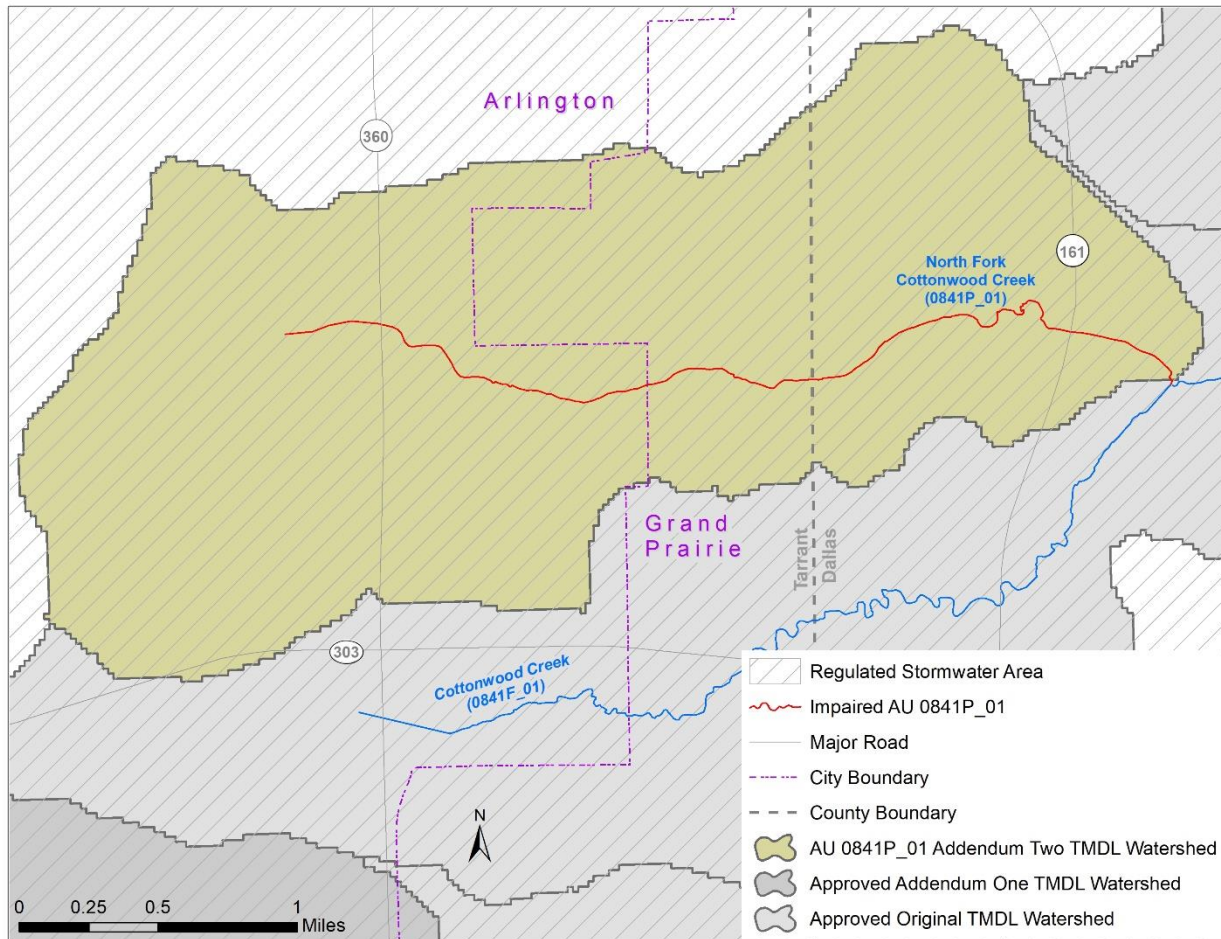 Arlington
360
North Fork
Cottonwood Creek
(0841P_01)
161
Grand
Prairie
Tarrant
Dallas
303
Cottonwood Creek
(0841F_01)
N
0 0.25 0.5 1
Miles
Regulated Stormwater Area
Impaired AU 0841P_01
Major Road
City Boundary
County Boundary
AU 0841P_01 Addendum Two TMDL Watershed
Approved Addendum One TMDL Watershed
Approved Original TMDL Watershed